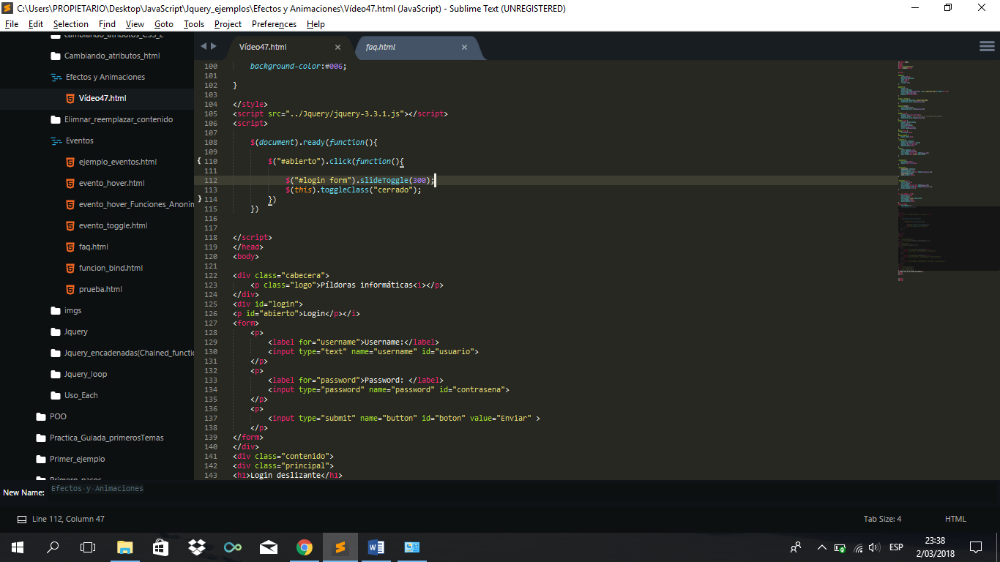 C:\Users\PROPIETARIO\Desktop\JavaScript\Jquery_ejemplos\Efectos y Animaciones\Vídeo47.html (JavaScript) - Sublime Text (UNREGISTERED)
File Edit Selection Find View Goto Tools Project Preferences Help
Cambiando_atributos_CSS_2
Cambiando_atributos_html
Efectos y Animaciones
Vídeo47.html
Elimnar_reemplazar_contenido
Eventos
ejemplo_eventos.html
evento_hover.html
evento_hover_Funciones_Anonin
evento_toggle.html
faq.html
funcion_bind.html
prueba.html
imgs
Jquery
Jquery_encadenadas(Chained_functio
Jquery_loop
Uso_Each
POO
Practica_Guiada_primerosTemas
Primer_ejemplo
Primero_pasos
Vídeo47.html × faq.html ×
100 background-color:#006;
101
102 }
103
104 </style>
105 <script src="../Jquery/jquery-3.3.1.js"></script>
106 <script>
107
108 $(document).ready(function(){
109
110 $("#abierto").click(function(){
111
112 $("#login form").slideToggle(300);
113 $(this).toggleClass("cerrado");
114 })
115 })
116
117
118 </script>
119 </head>
120 <body>
121
122 <div class="cabecera">
123 <p class="logo">Píldoras informáticas<i></p>
124 </div>
125 <div id="login">
126 <p id="abierto">Login</p></i>
127 <form>
128 <p>
129 <label for="username">Username:</label>
130 <input type="text" name="username" id="usuario">
131 </p>
132 <p>
133 <label for="password">Password: </label>
134 <input type="password" name="password" id="contrasena">
135 </p>
136 <p>
137 <input type="submit" name="button" id="boton" value="Enviar" >
138 </p>
139 </form>
140 </div>
141 <div class="contenido">
142 <div class="principal">
143 <h1>Login deslizante</h1>
New Name: Efectos y Animaciones
Line 112, Column 47 Tab Size: 4 HTML
ESP
23:38
2/03/2018